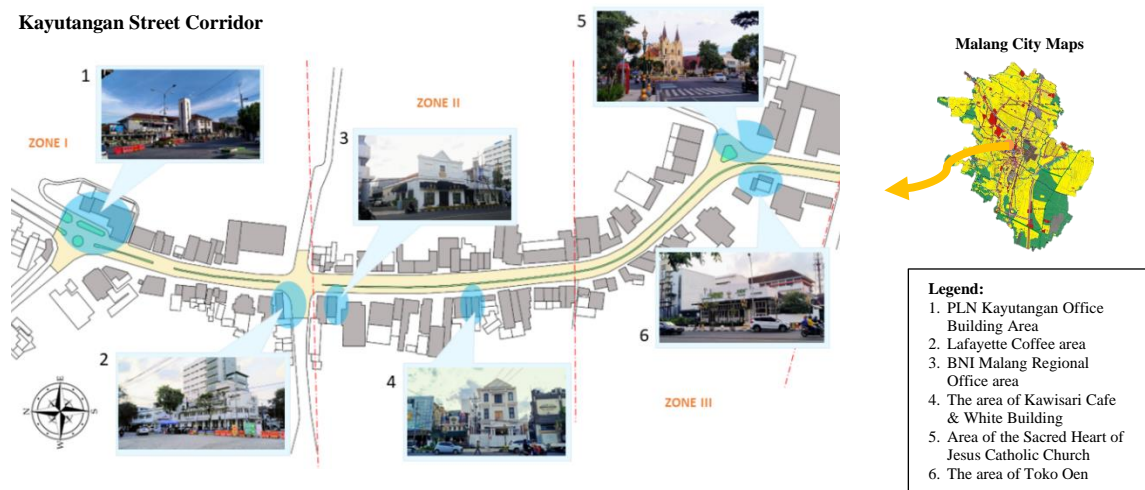 Kayutangan Street Corridor
1
ZONE I
ZONE II
3
5
2
4
6
ZONE III
N
E
S
W
Malang City Maps
Legend:
1. PLN Kayutangan Office
Building Area
2. Lafayette Coffee area
3. BNI Malang Regional
Office area
4. The area of Kawisari Cafe
& White Building
5. Area of the Sacred Heart of
Jesus Catholic Church
6. The area of Toko Oen